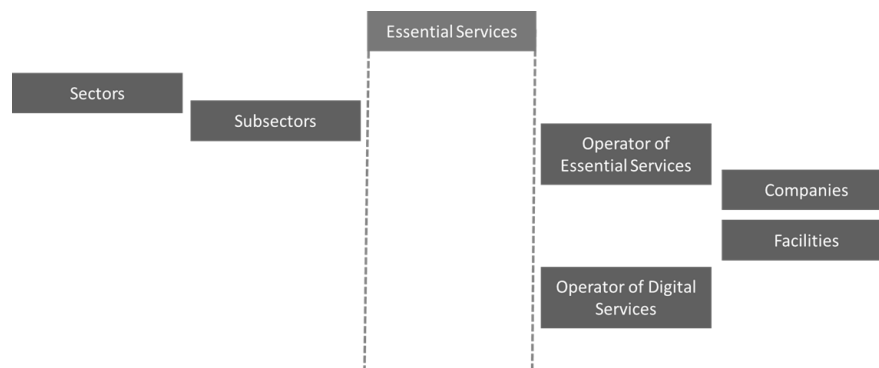 Essential Services
Sectors
Subsectors
Operator of
Essential Services
Companies
Facilities
Operator of Digital
Services